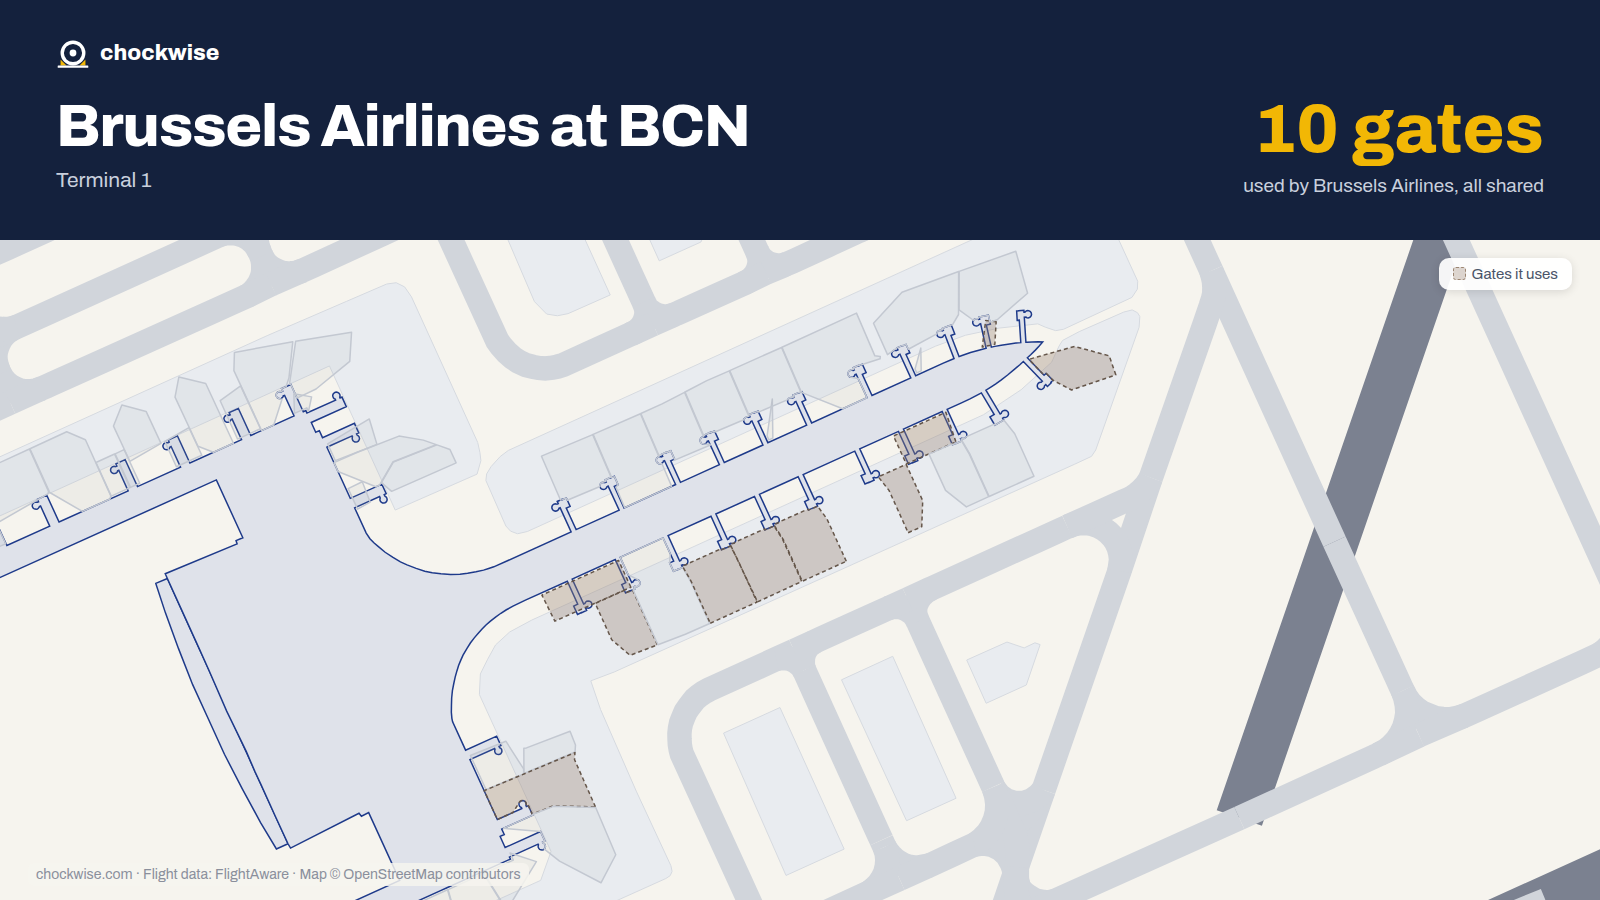 chockwise
Brussels Airlines at BCN
Terminal 1
10 gates
used by Brussels Airlines, all shared
Gates it uses
chockwise.com · Flight data: FlightAware · Map © OpenStreetMap contributors